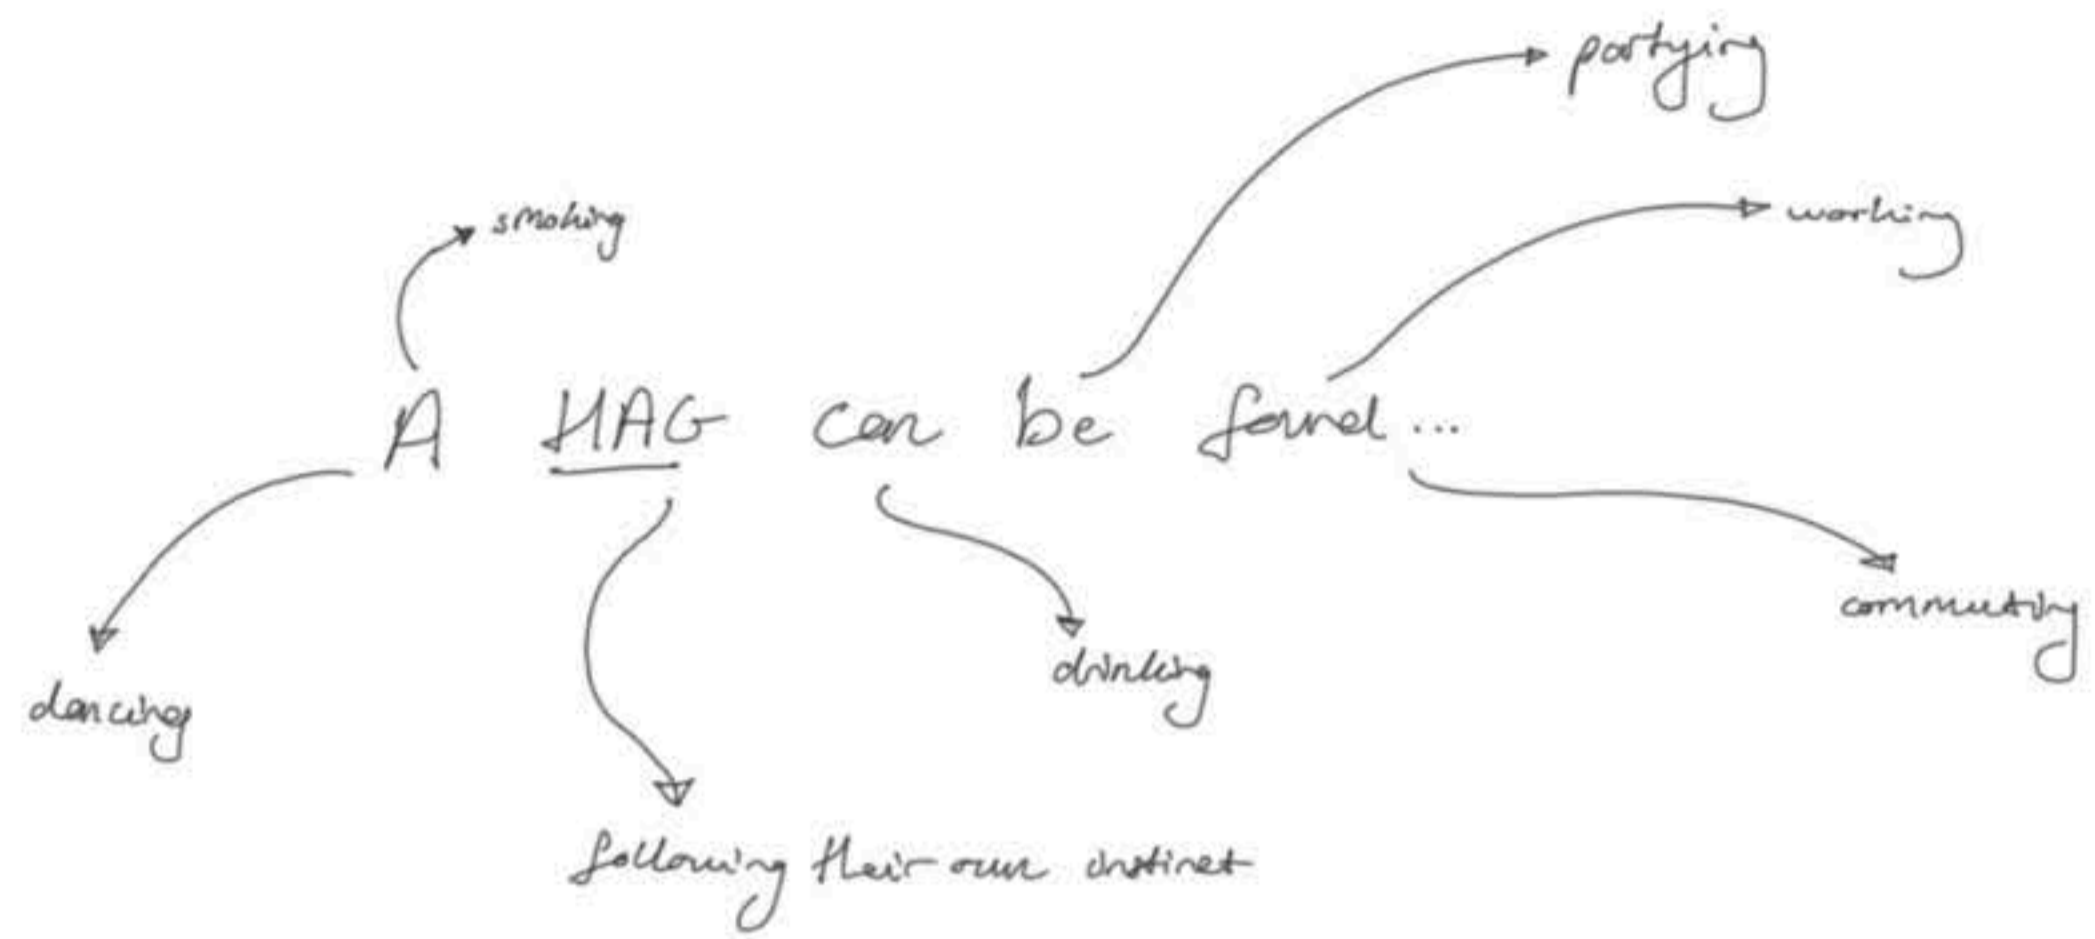 partying
smoking
working
A HAG can be found...
commuting
drinking
dancing
following their own instinct